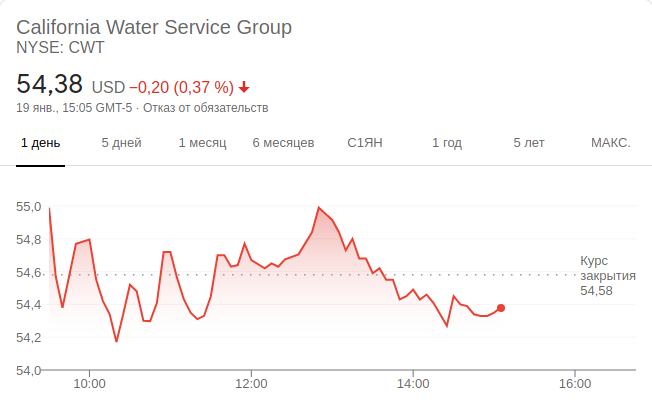 California Water Service Group
NYSE: CWT
54,38 USD −0,20 (0,37 %)
19 янв., 15:05 GMT-5 · Отказ от обязательств
1 день 5 дней 1 месяц 6 месяцев С1ЯН 1 год 5 лет МАКС.
55,0
54,8
54,6
54,4
54,2
54,0
Курс
закрытия
54,58
10:00 12:00 14:00 16:00